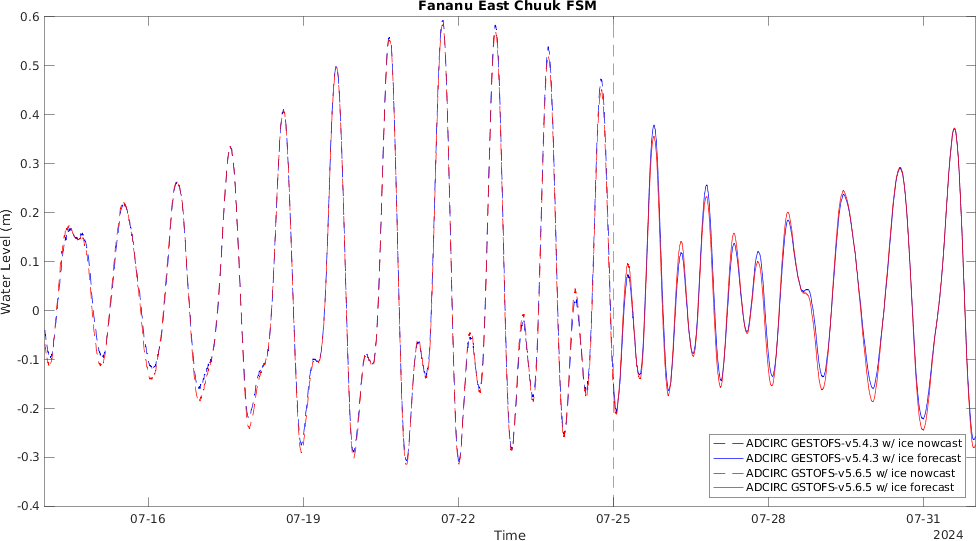 Fananu East Chuuk FSM
Water Level (m)
0.6
0.5
0.4
0.3
0.2
0.1
0
-0.1
-0.2
-0.3
-0.4
ADCIRC GESTOFS-v5.4.3 w/ ice nowcast
ADCIRC GESTOFS-v5.4.3 w/ ice forecast
ADCIRC GSTOFS-v5.6.5 w/ ice nowcast
ADCIRC GSTOFS-v5.6.5 w/ ice forecast
07-16 07-19 07-22 07-25 07-28 07-31
Time 2024